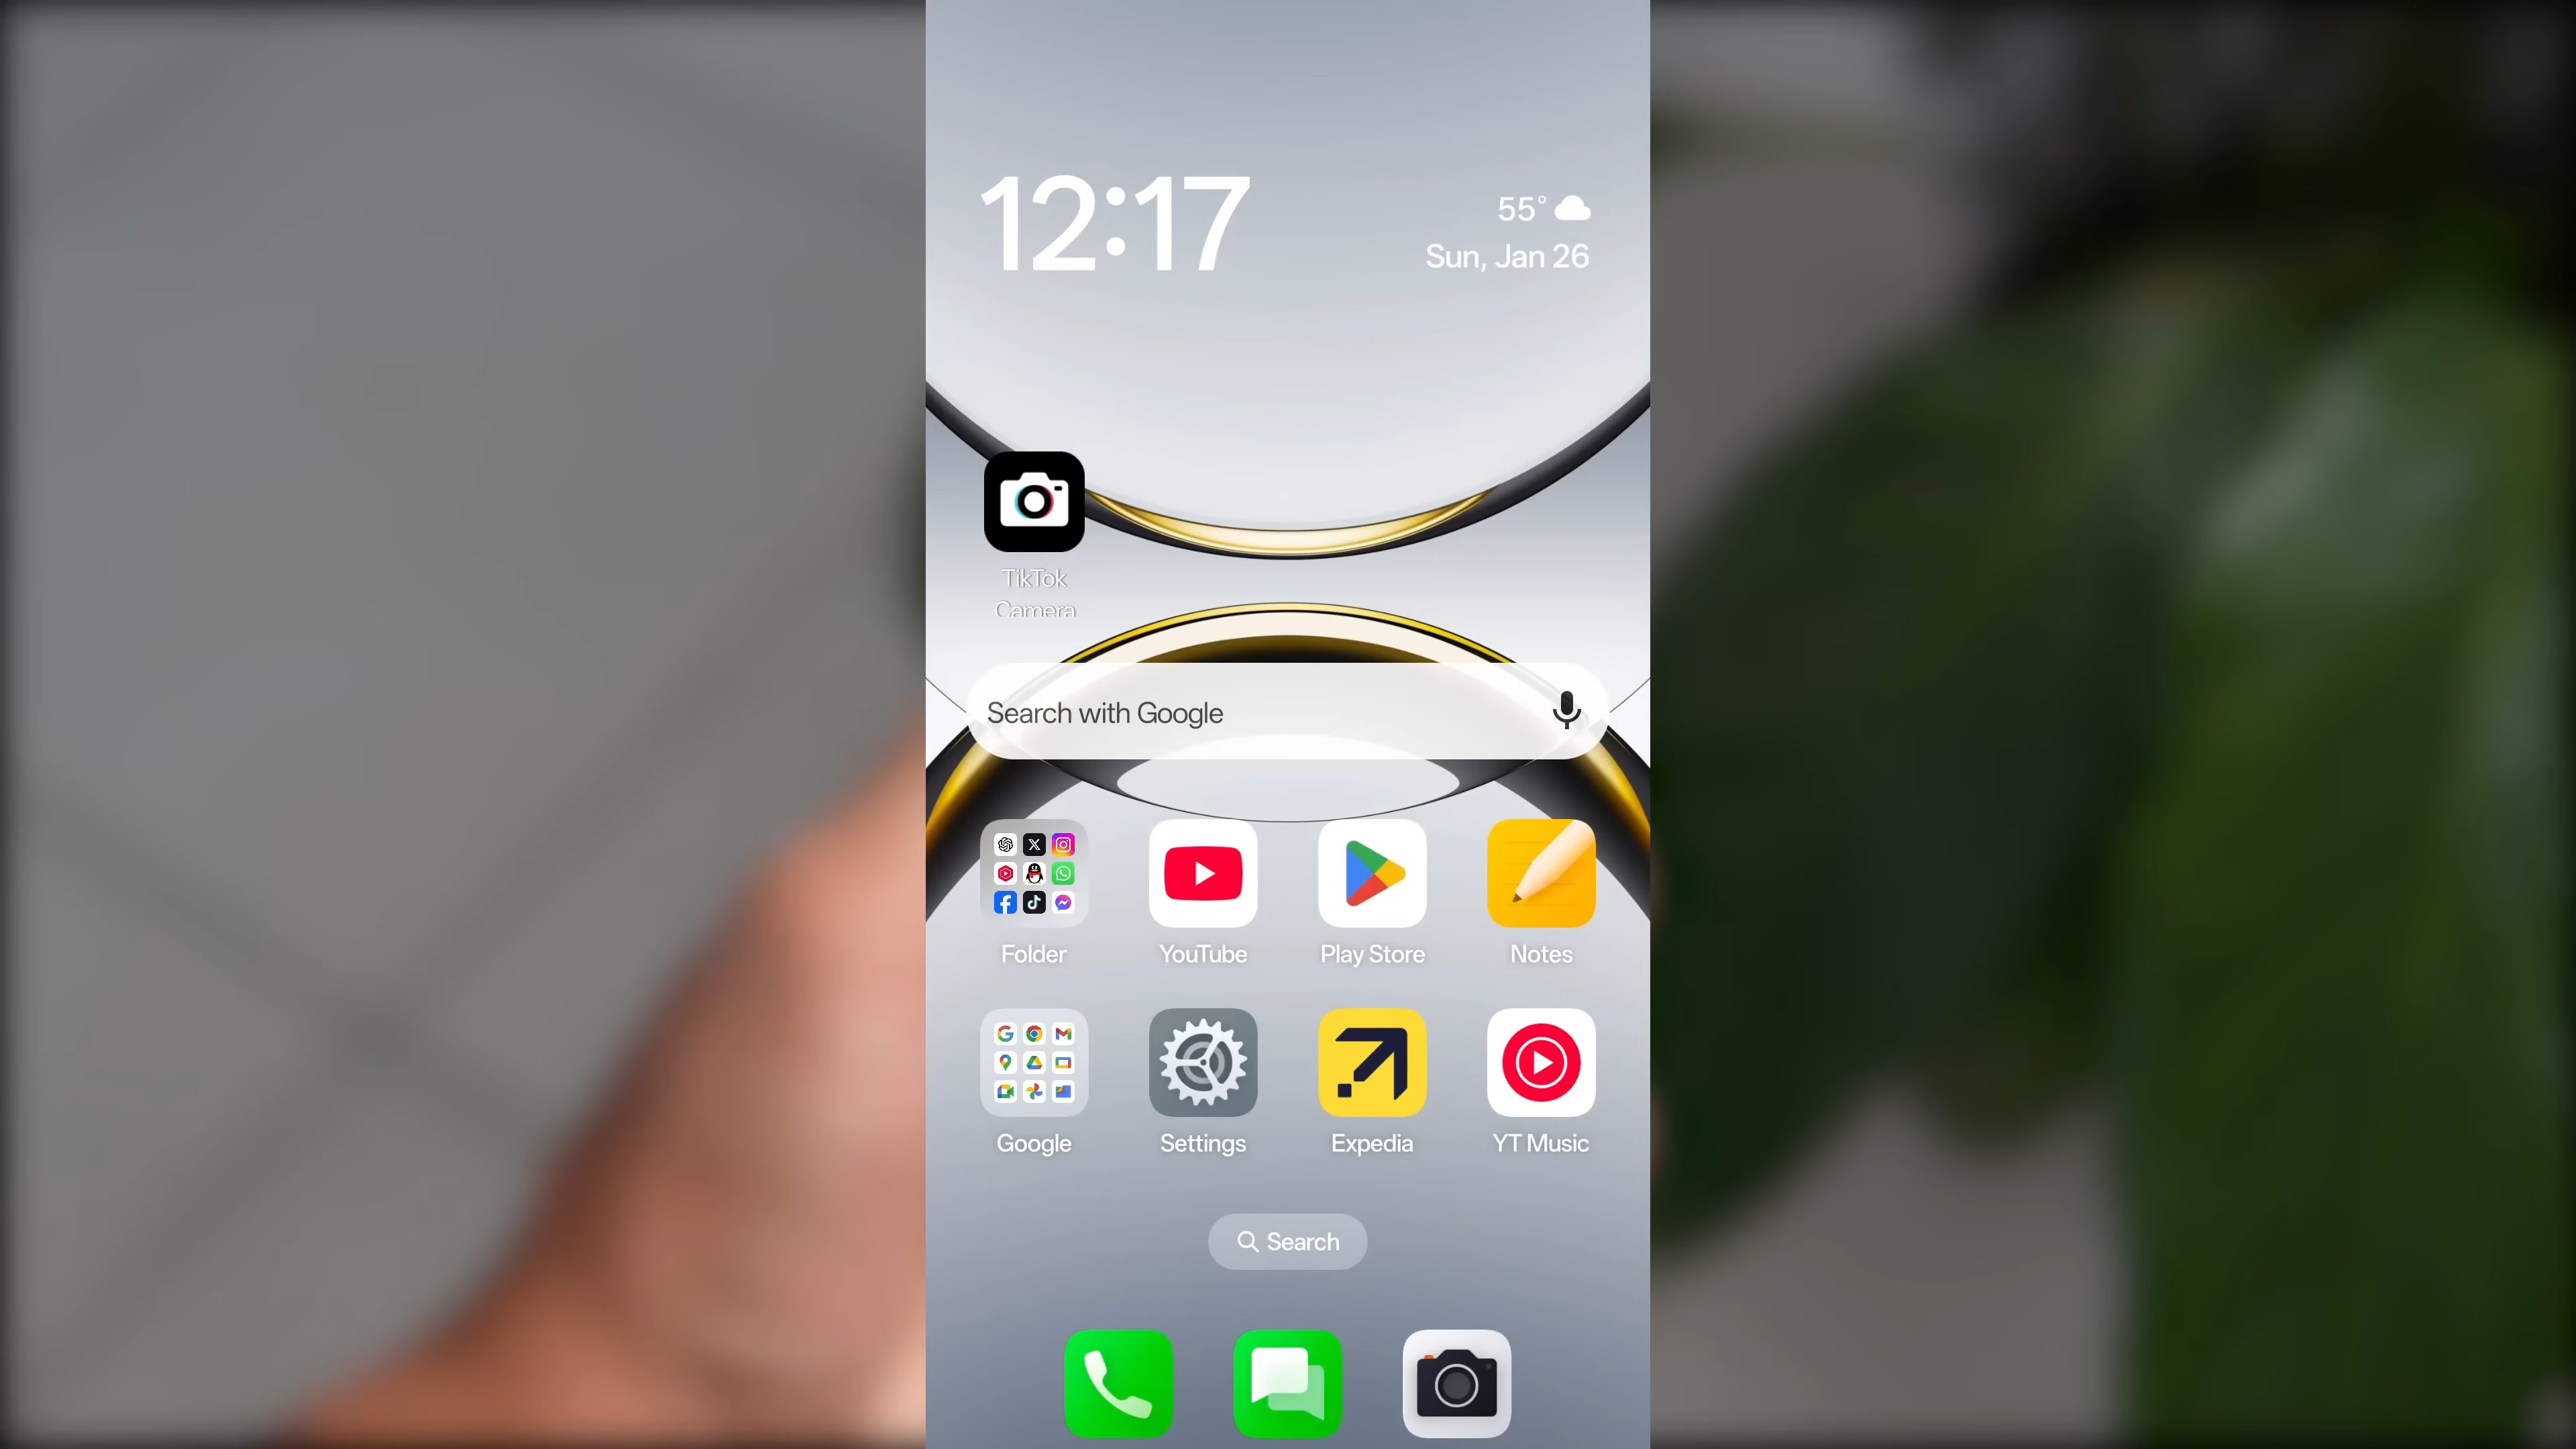 12:17
55°
Sun, Jan 26
TikTok
Camera
Search with Google
Folder
YouTube
Play Store
Notes
Google
Settings
Expedia
YT Music
Search